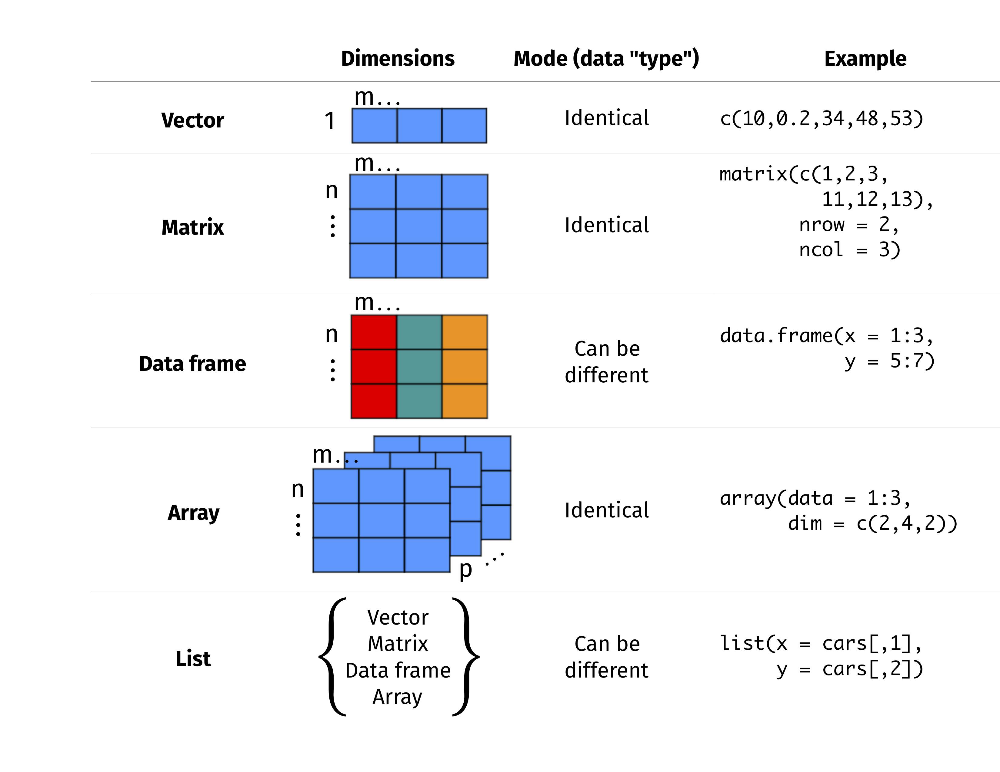 Dimensions Mode (data "type") Example
m...
Vector 1 Identical c(10,0.2,34,48,53)
m...
n
⋮
Matrix Identical
matrix(c(1,2,3,
11,12,13),
nrow = 2,
ncol = 3)
m...
n
⋮
Data frame
Can be
different
data.frame(x = 1:3,
y = 5:7)
m...
n
⋮
p ...
Array Identical
array(data = 1:3,
dim = c(2,4,2))
List
Vector
Matrix
Data frame
Array
Can be
different
list(x = cars[,1],
y = cars[,2])